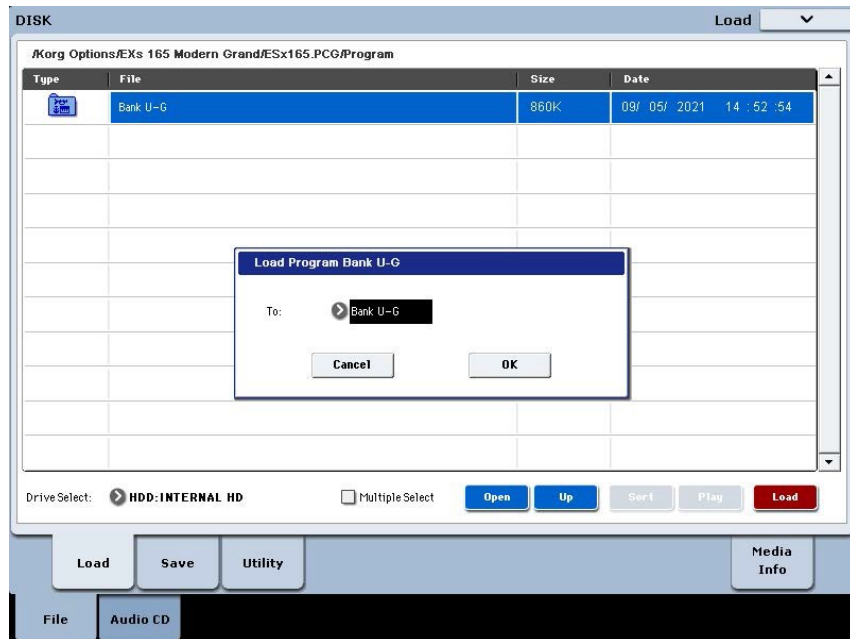 DISK Load
/Korg Options/EXs 165 Modern Grand/ESx165.PCG/Program
Type File Size Date
Bank U-G 860K 09/ 05/ 2021 14 :52 :54
Load Program Bank U-G
To: Bank U-G
Cancel OK
Drive Select: HDD:INTERNAL HD Multiple Select Open Up Sort Play Load
Load Save Utility Media
Info
File Audio CD